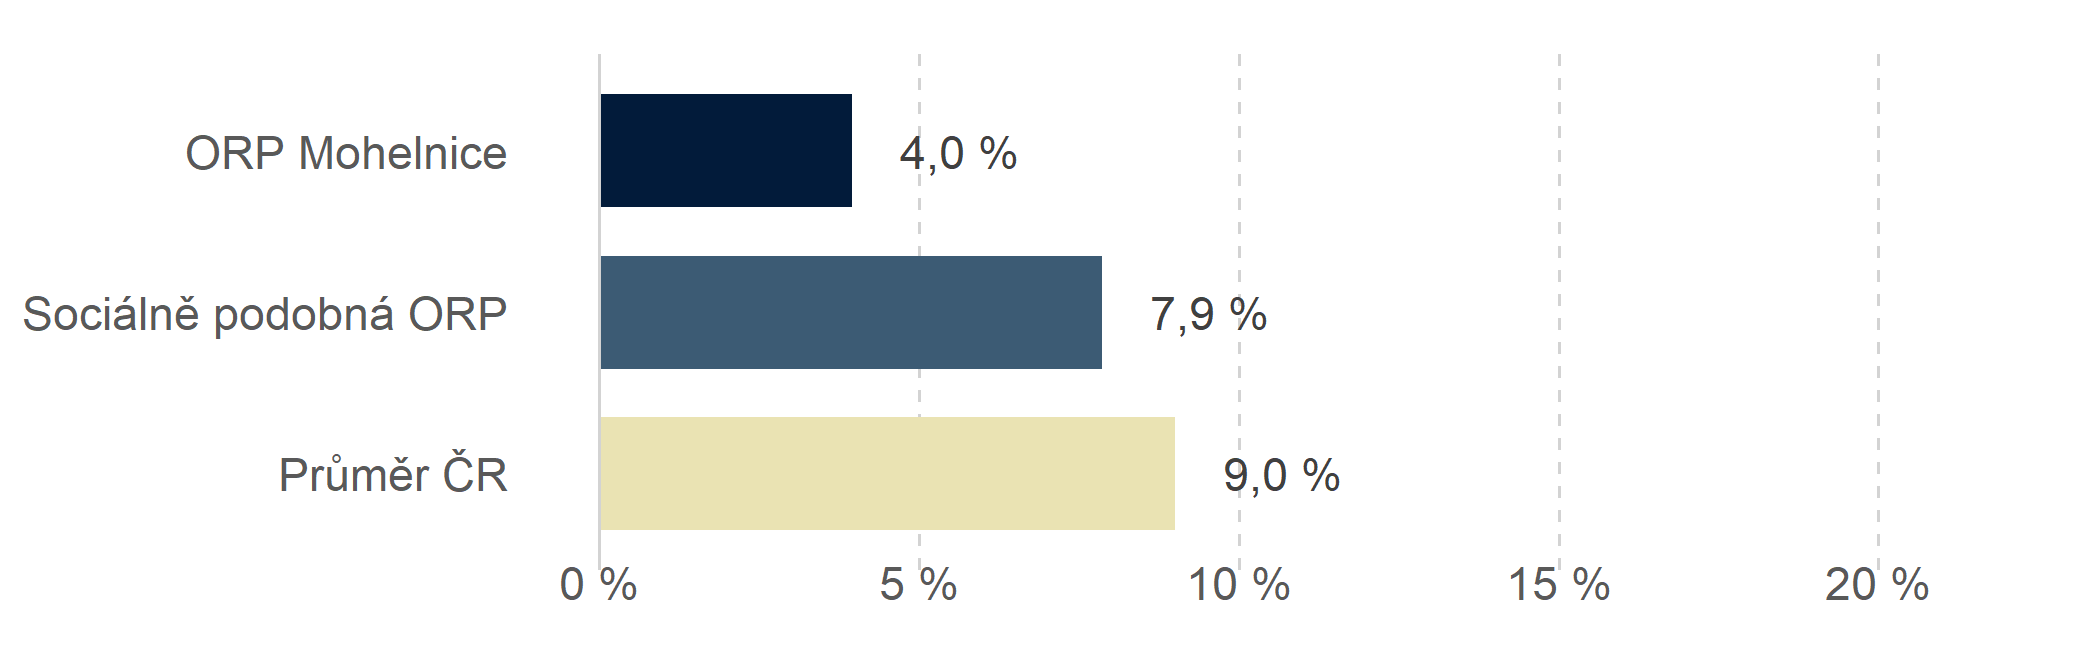 ORP Mohelnice
4,0 %
Sociálně podobná ORP
7,9 %
Průměr ČR
9,0 %
0 %
5 %
10 %
15 %
20 %